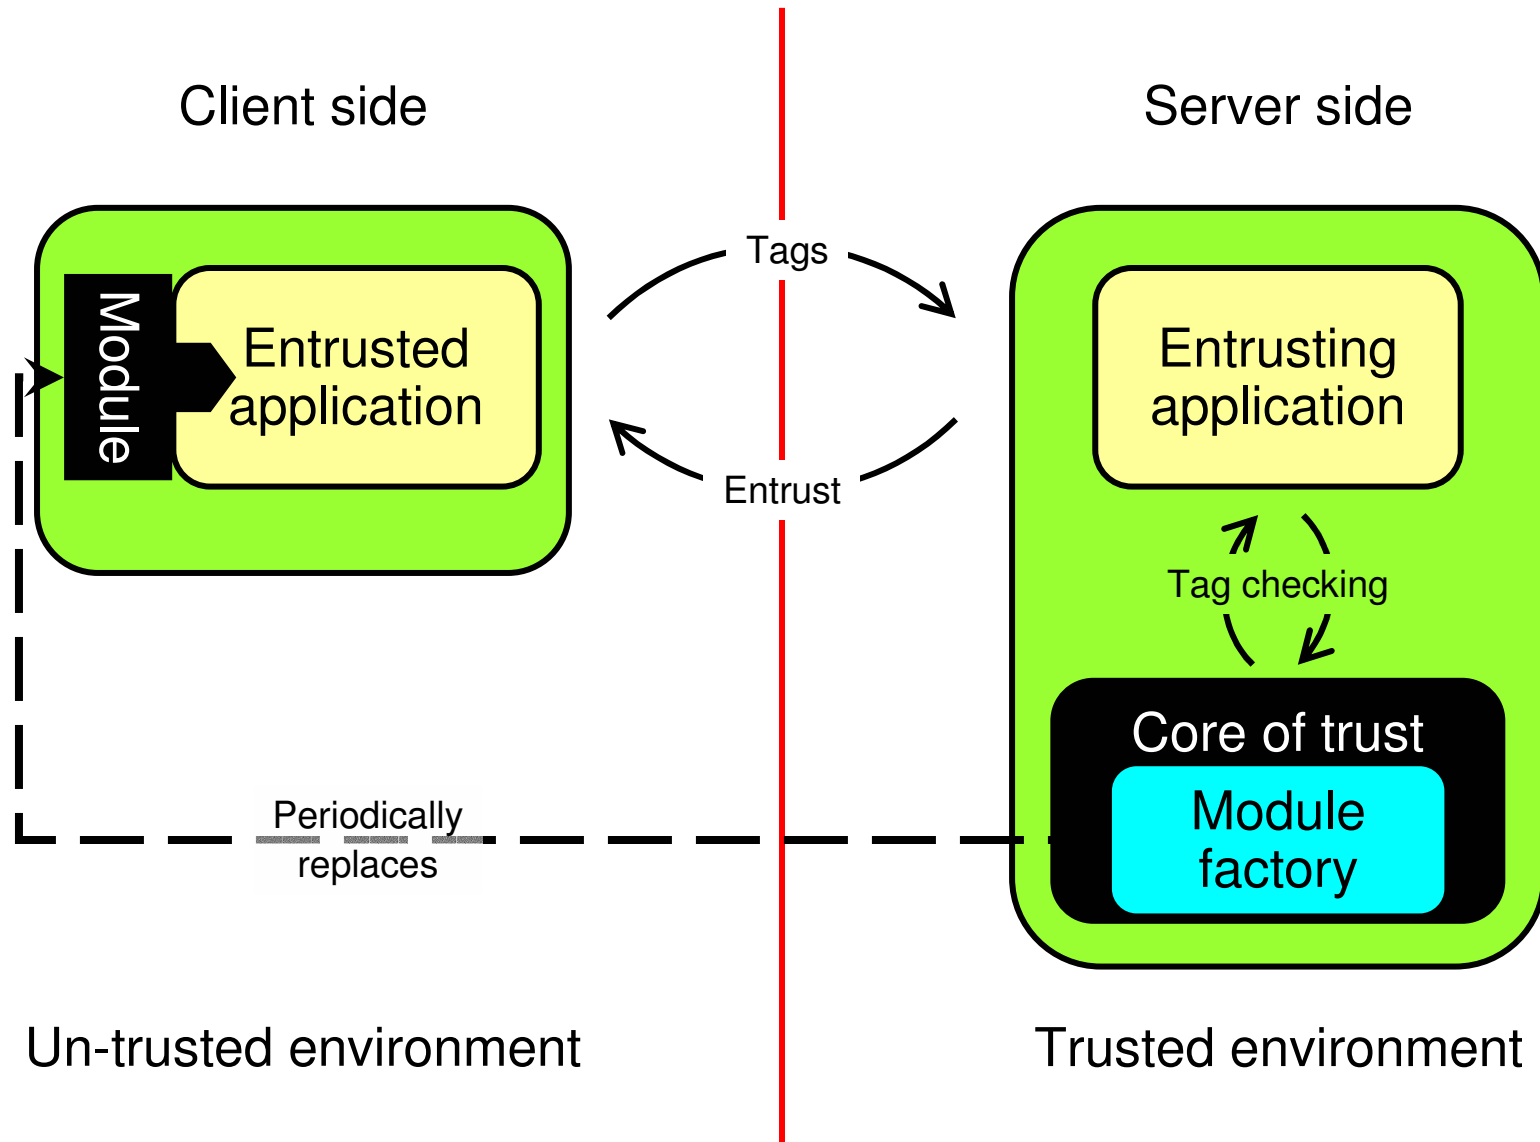 Client side
Server side
Tags
Module
Entrusted
application
Entrusting
application
Entrust
Tag checking
Core of trust
Module
factory
Periodically
replaces
Un-trusted environment
Trusted environment